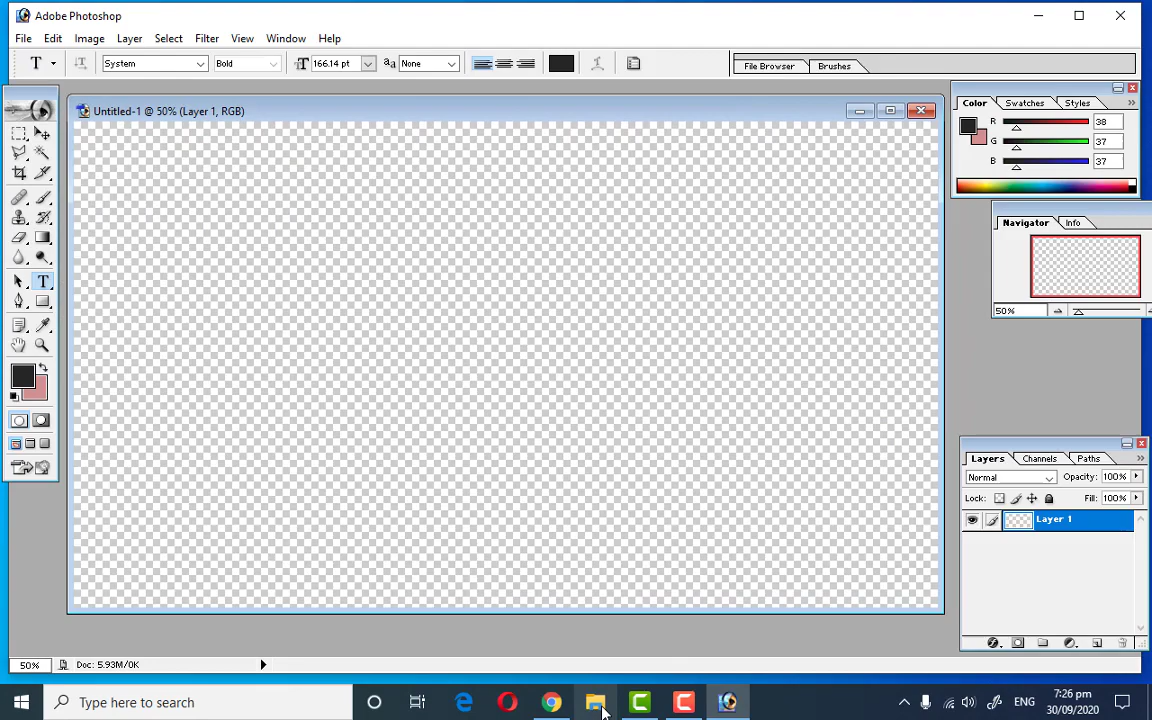 Adobe Photoshop
File Edit Image Layer Select Filter View Window Help
T System Bold T 166.14 pt aa None File Browser Brushes
Untitled-1 @ 50% (Layer 1, RGB)
Color Swatches Styles
R 38
G 37
B 37
Navigator Info
50%
T
Layers Channels Paths
Normal Opacity: 100%
Lock: Fill: 100%
Layer 1
50% Doc: 5.93M/0K
Type here to search
ENG
7:26 pm
30/09/2020